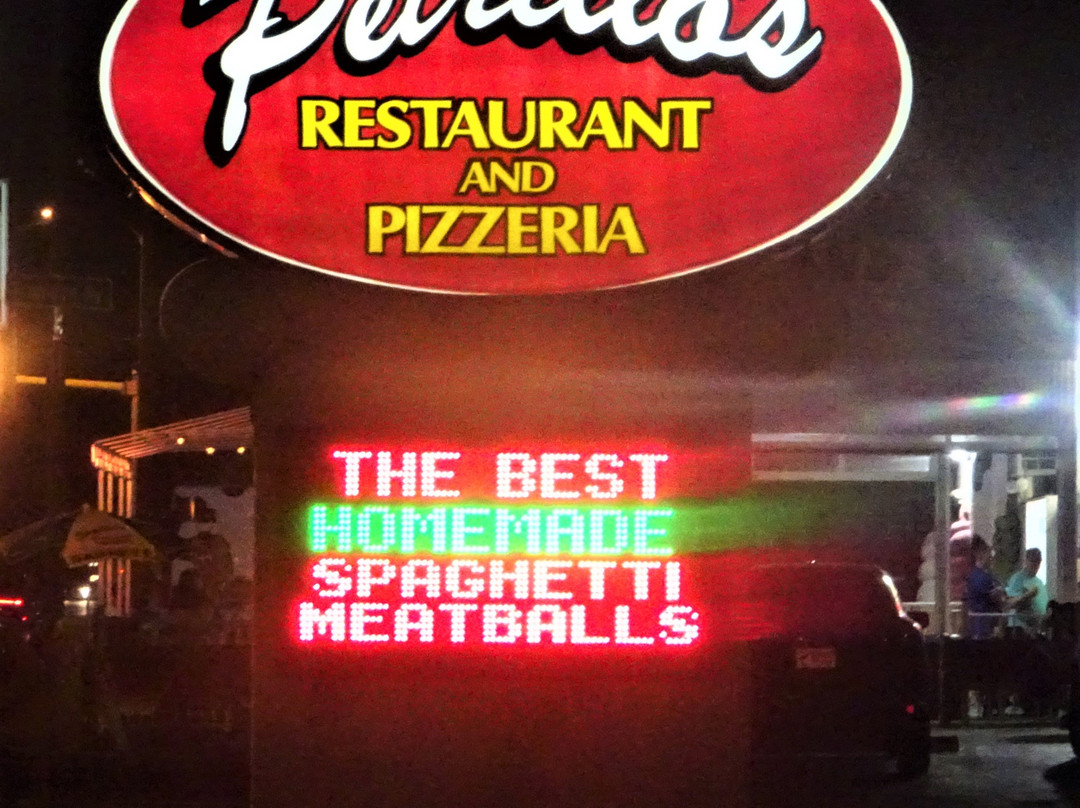 RESTAURANT
AND
PIZZERIA
THE BEST
HOMEMADE
SPAGHETTI
MEATBALLS